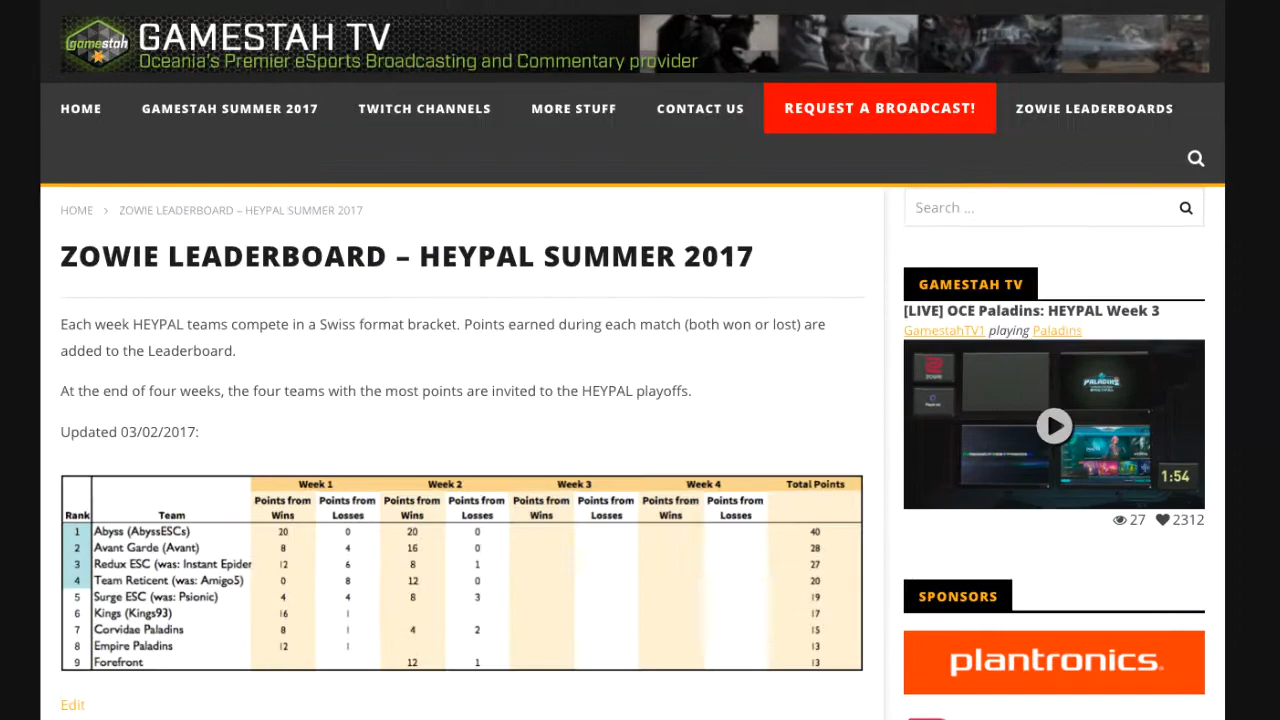 gamestah
GAMESTAH TV
Oceania's Premier eSports Broadcasting and Commentary provider
HOME GAMESTAH SUMMER 2017 TWITCH CHANNELS MORE STUFF CONTACT US REQUEST A BROADCAST! ZOWIE LEADERBOARDS
HOME > ZOWIE LEADERBOARD – HEYPAL SUMMER 2017
ZOWIE LEADERBOARD – HEYPAL SUMMER 2017
Each week HEYPAL teams compete in a Swiss format bracket. Points earned during each match (both won or lost) are
added to the Leaderboard.
At the end of four weeks, the four teams with the most points are invited to the HEYPAL playoffs.
Updated 03/02/2017:
Week 1 Week 2 Week 3 Week 4 Total Points
Points from Points from Points from Points from Points from Points from Points from Points from
Rank Team Wins Losses Wins Losses Wins Losses Wins Losses
1 Abyss (AbyssESCs) 20 0 20 0 40
2 Avant Garde (Avant) 8 4 16 0 28
3 Redux ESC (was: Instant Epider 12 6 8 1 27
4 Team Reticent (was: Amigo5) 0 8 12 0 20
5 Surge ESC (was: Psionic) 4 4 8 3 19
6 Kings (Kings93) 16 1 17
7 Corvidae Paladins 8 1 4 2 15
8 Empire Paladins 12 1 13
9 Forefront 12 1 13
Edit
Search ...
GAMESTAH TV
[LIVE] OCE Paladins: HEYPAL Week 3
GamestahTV1 playing Paladins
ZOWIE
PALADINS
1:54
27 2312
SPONSORS
plantronics.